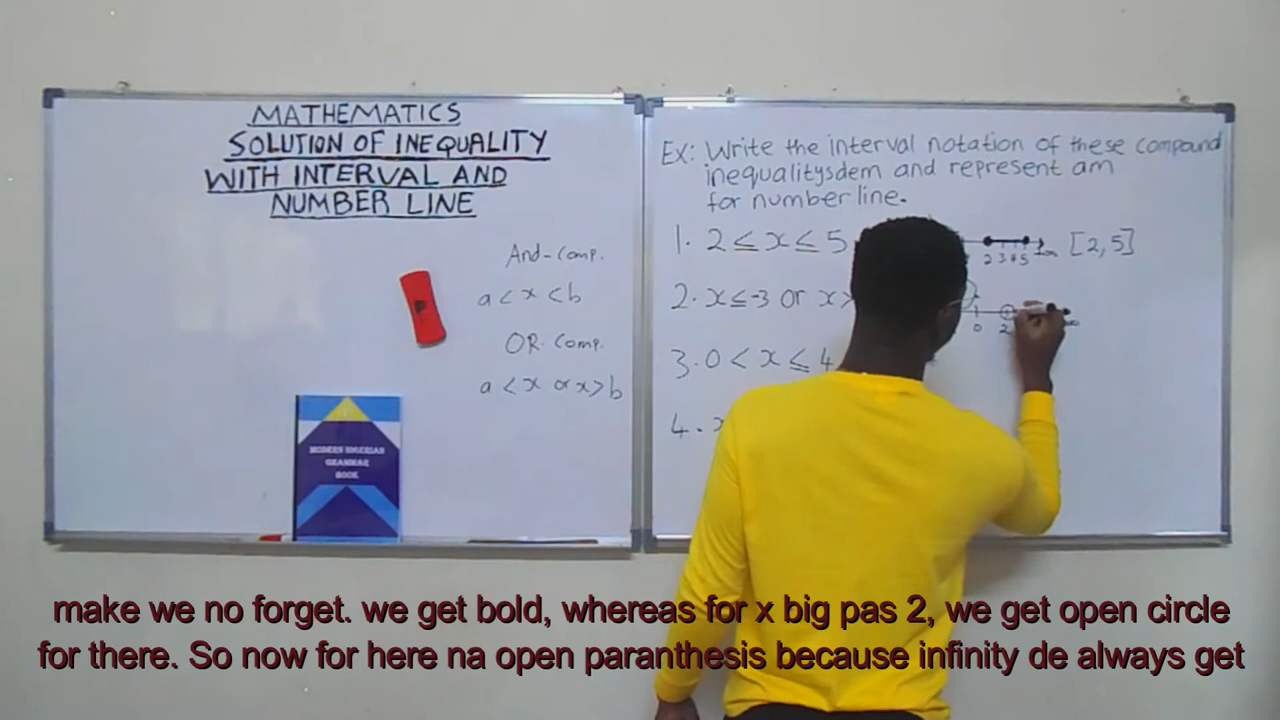 MATHEMATICS
SOLUTION OF INEQUALITY
WITH INTERVAL AND
NUMBER LINE
And-comp.
a < x < b
OR. Comp.
a < x or x > b
MODERN NIGERIAN
GRAMMAR
BOOK
Ex: Write the interval notation of these compound
inequalitysdem and represent am
for number line.
1. 2 ≤ x ≤ 5
2 3 4 5
[2, 5]
2. x ≤ -3 or x >
0 2
3. 0 < x ≤ 4
4. x
make we no forget. we get bold, whereas for x big pas 2, we get open circle
for there. So now for here na open paranthesis because infinity de always get